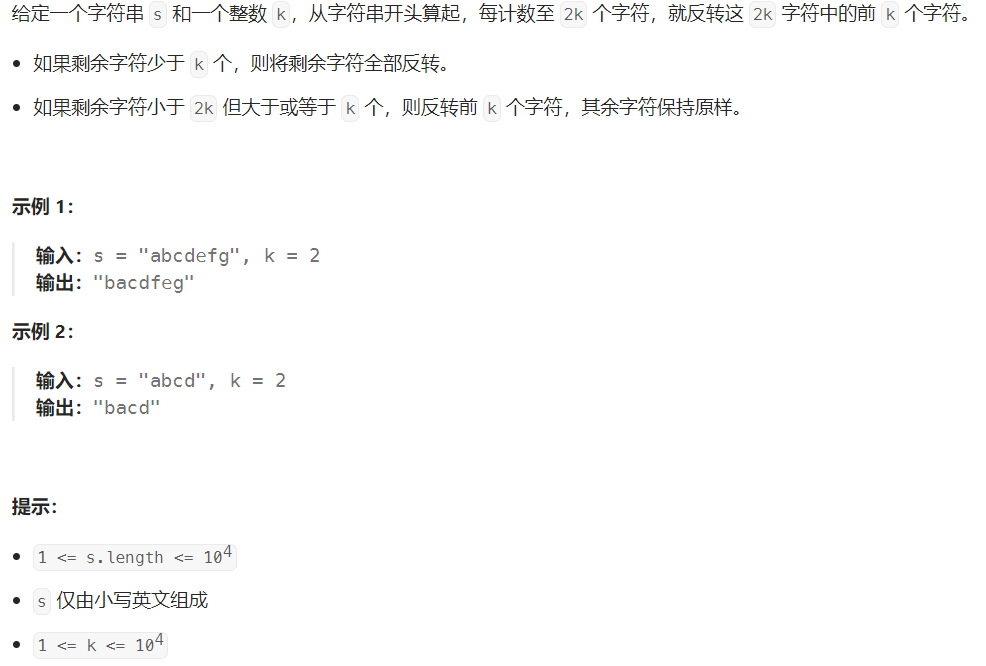 给定一个字符串 s 和一个整数 k，从字符串开头算起，每计数至 2k 个字符，就反转这 2k 字符中的前 k 个字符。
• 如果剩余字符少于 k 个，则将剩余字符全部反转。
• 如果剩余字符小于 2k 但大于或等于 k 个，则反转前 k 个字符，其余字符保持原样。
示例 1：
输入：s = "abcdefg", k = 2
输出："bacdfeg"
示例 2：
输入：s = "abcd", k = 2
输出："bacd"
提示：
• 1 <= s.length <= 10⁴
• s 仅由小写英文组成
• 1 <= k <= 10⁴